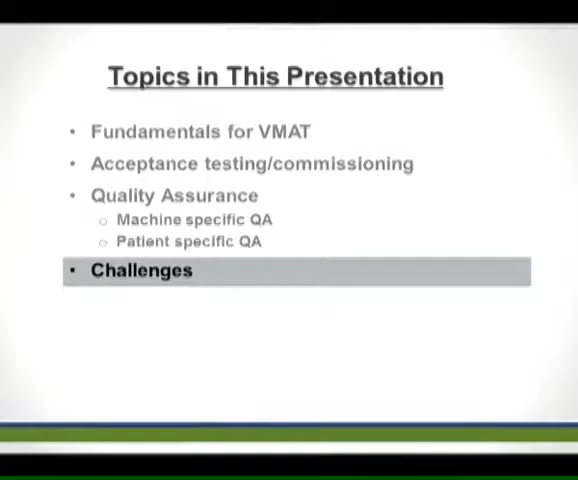 Topics in This Presentation
• Fundamentals for VMAT
• Acceptance testing/commissioning
• Quality Assurance
o Machine specific QA
o Patient specific QA
• Challenges